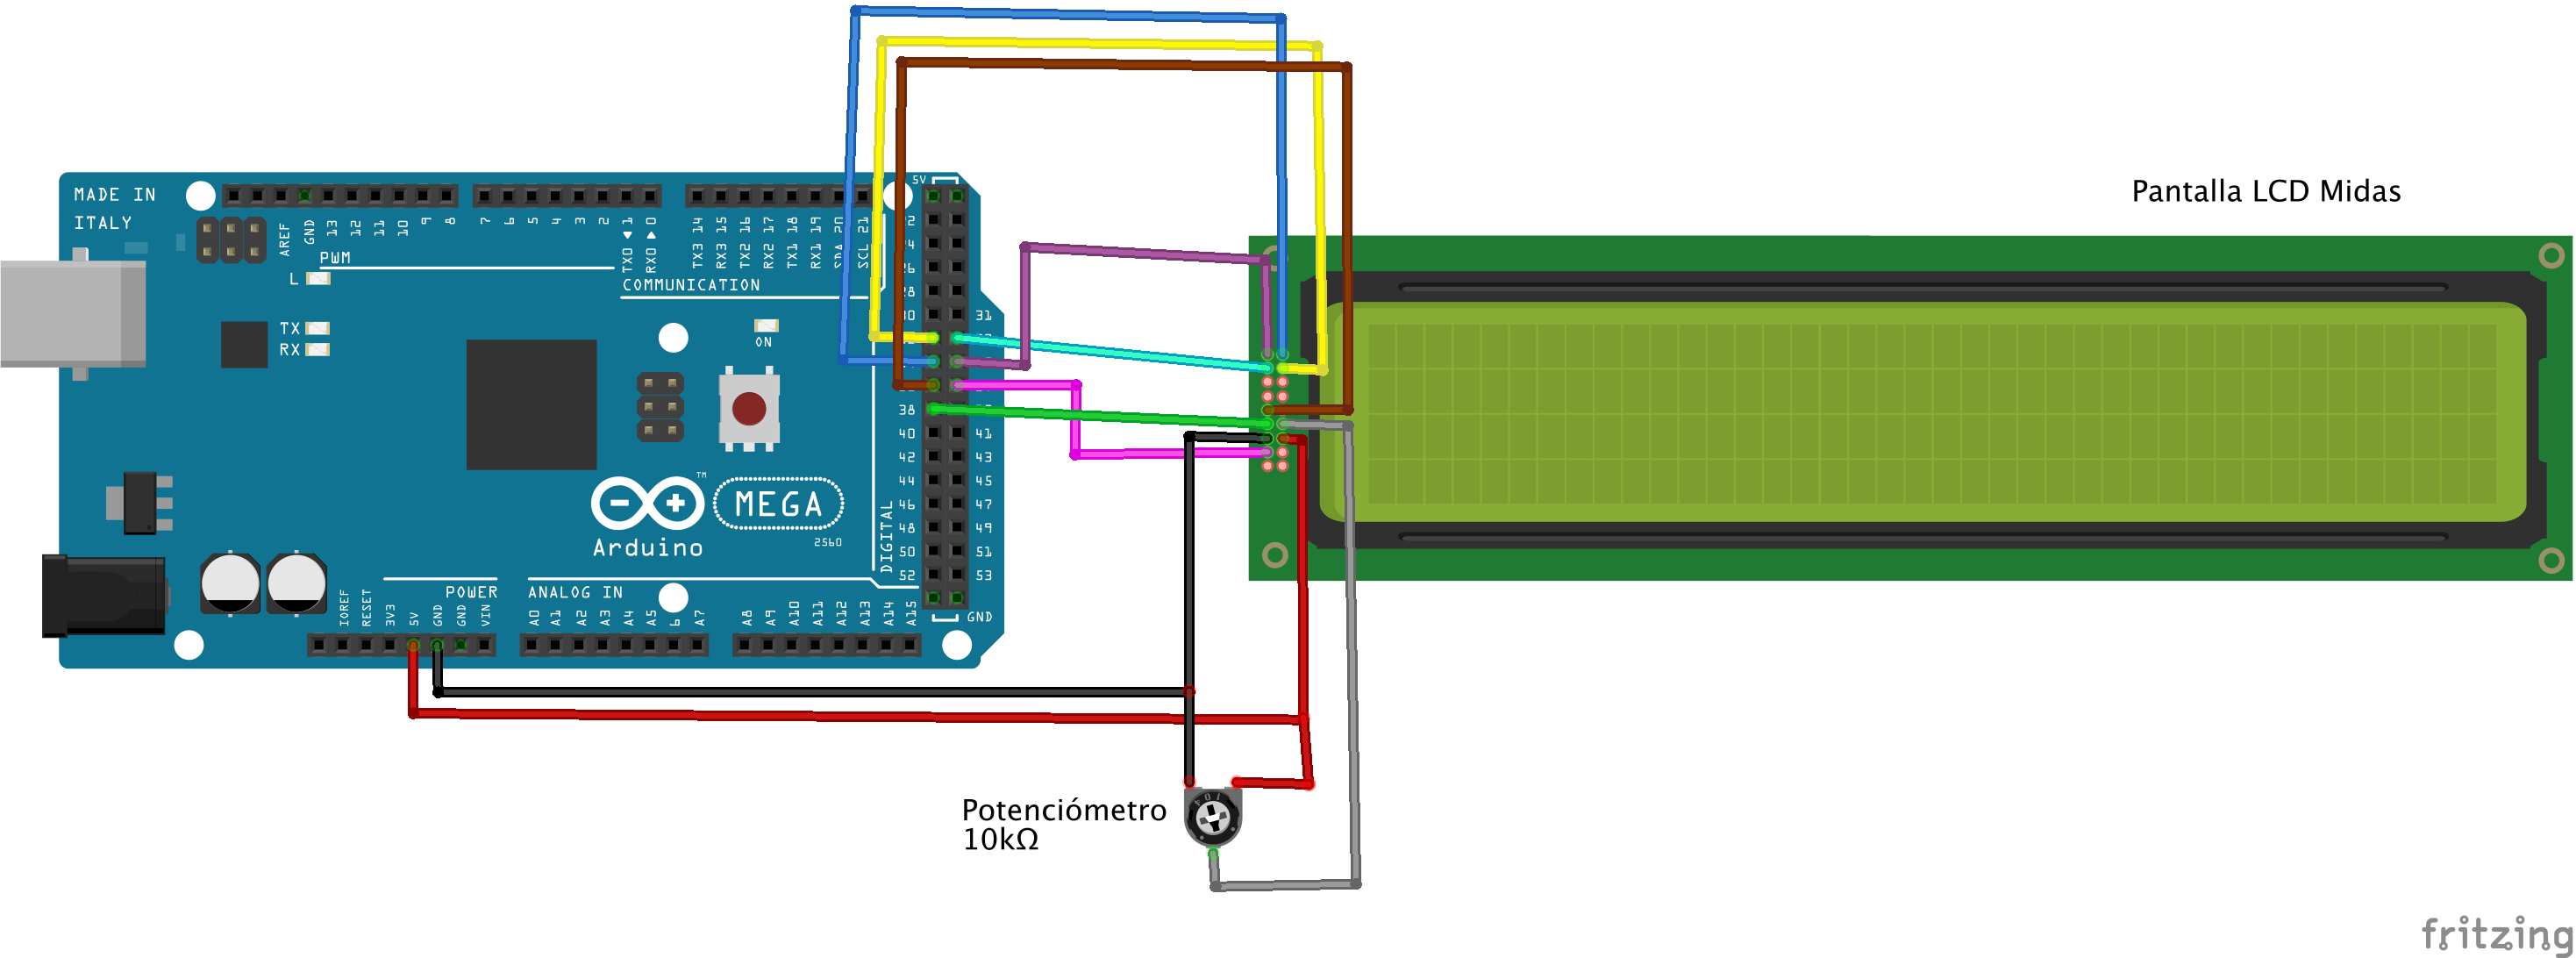 MADE IN
ITALY
AREF
GND
13
12
11
10
9
8
7
6
5
4
3
2
TX0 ◄ 1
RX0 ► 0
TX3 14
RX3 15
TX2 16
RX2 17
TX1 18
RX1 19
SDA 20
SCL 21
5V
PWM
L
COMMUNICATION
TX
RX
ON
28
30
31
38
40 41
42 43
44 45
46 47
48 49
50 51
52 53
DIGITAL
GND
TM
MEGA
Arduino
2560
POWER
ANALOG IN
IOREF
RESET
3V3
5V
GND
GND
VIN
A0
A1
A2
A3
A4
A5
A7
A8
A9
A10
A11
A12
A13
A14
A15
Pantalla LCD Midas
Potenciómetro
10kΩ
104
fritzing